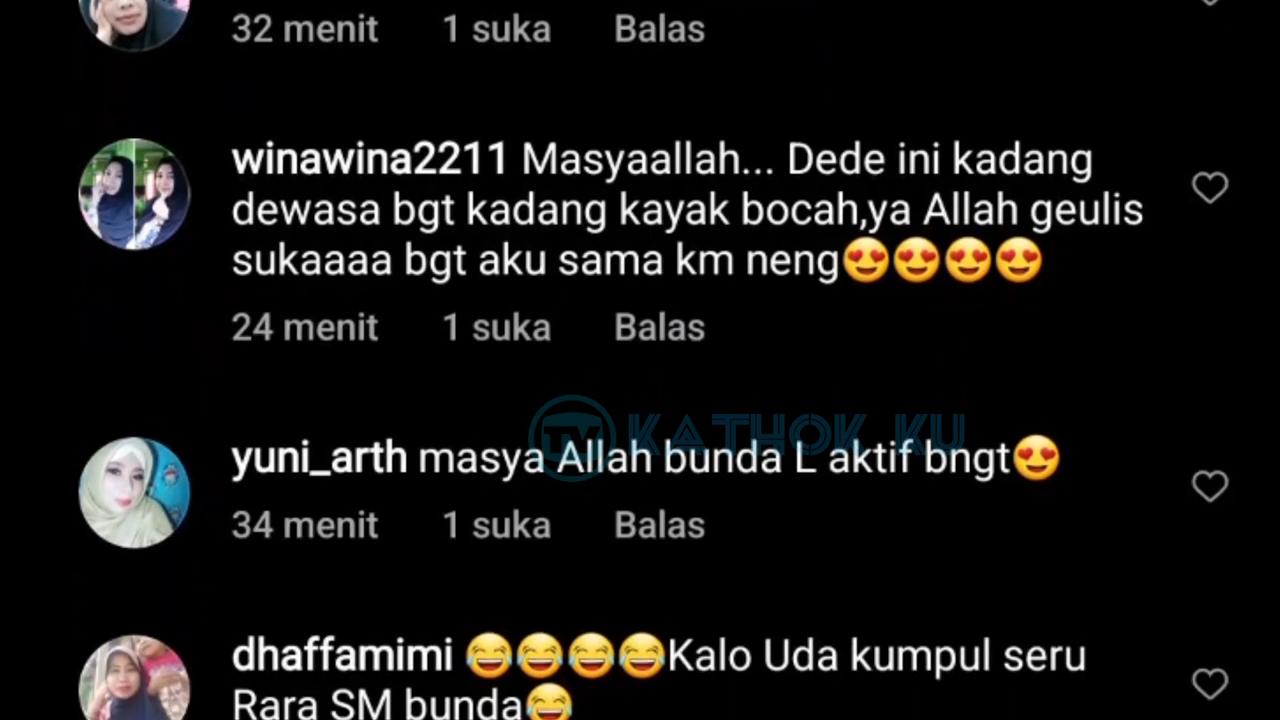 32 menit 1 suka Balas
winawina2211 Masyaallah... Dede ini kadang
dewasa bgt kadang kayak bocah,ya Allah geulis
sukaaaa bgt aku sama km neng😍😍😍😍
24 menit 1 suka Balas
TV KATHOK KU
yuni_arth masya Allah bunda L aktif bngt😍
34 menit 1 suka Balas
dhaffamimi 😂😂😂😂Kalo Uda kumpul seru
Rara SM bunda😂